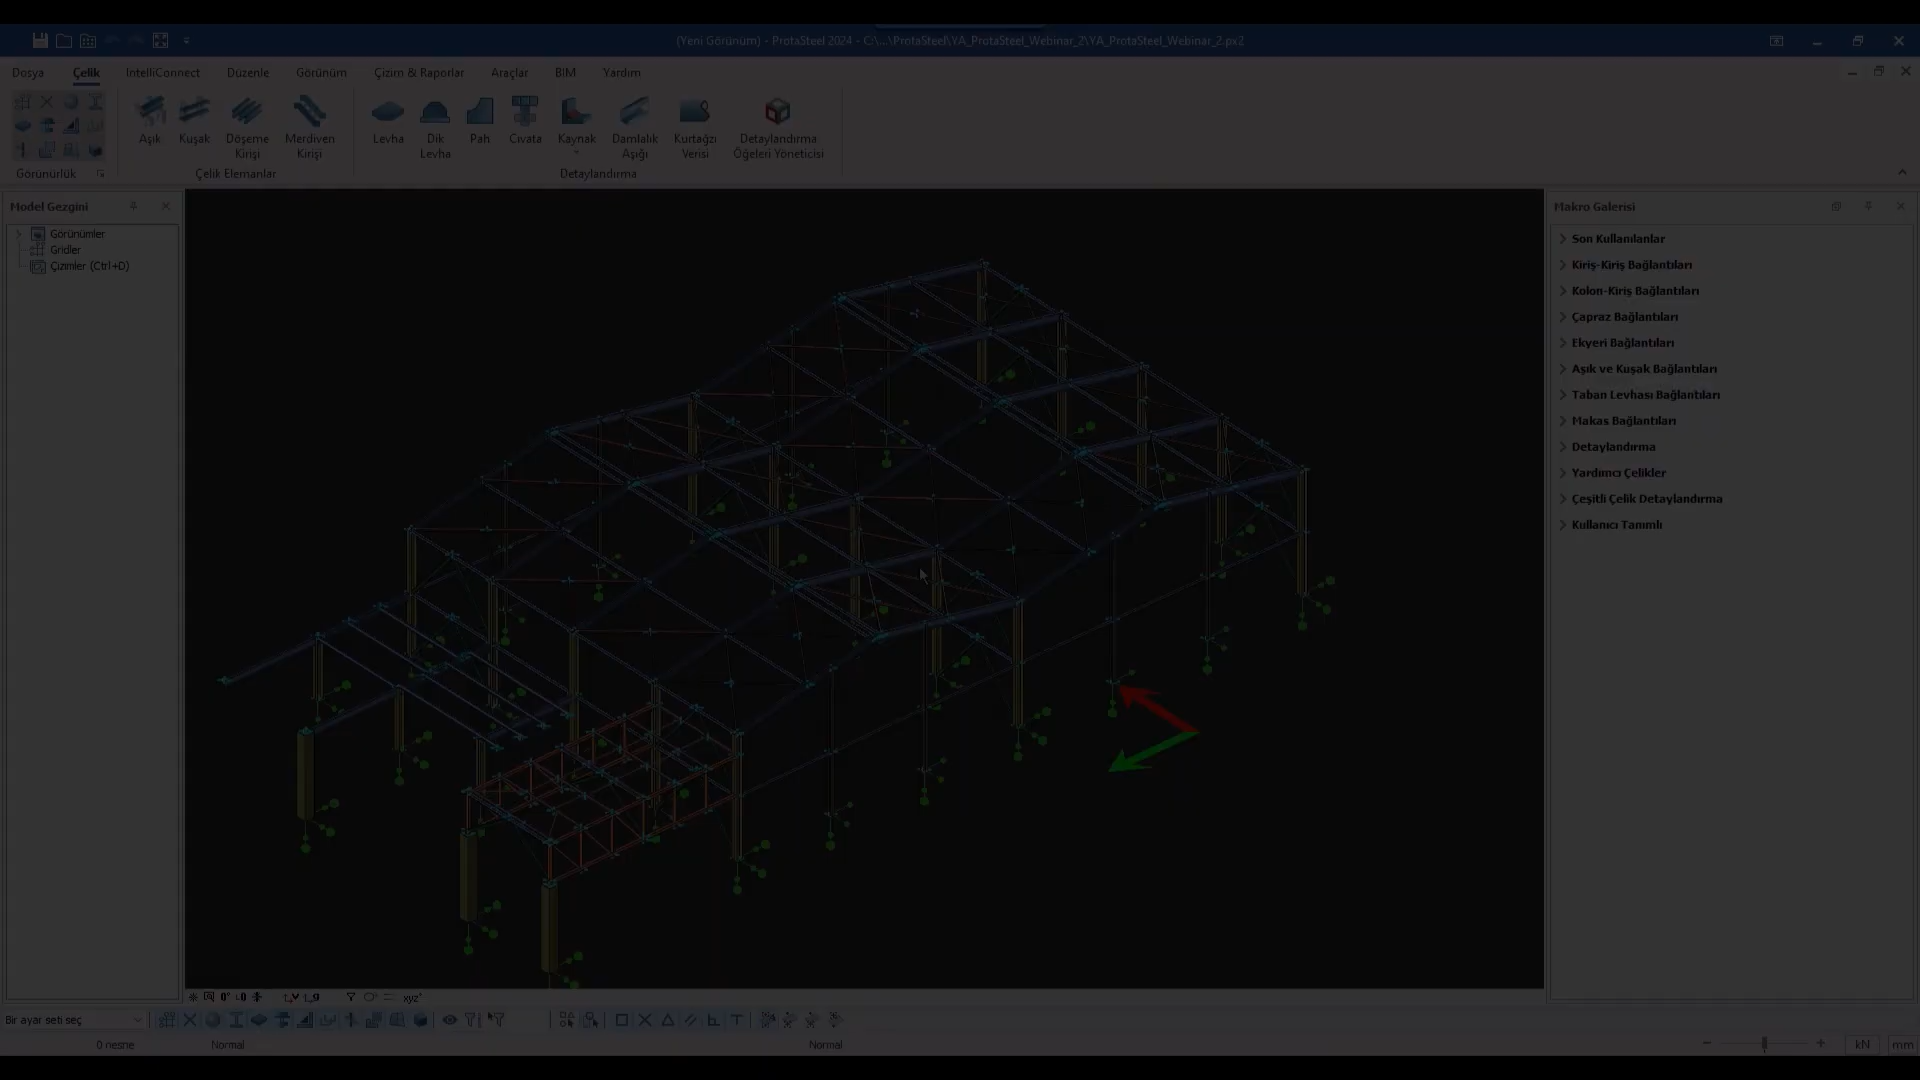 (Yeni Görünüm) - ProtaSteel 2024 - C:\...\ProtaSteel\YA_ProtaSteel_Webinar_2\YA_ProtaSteel_Webinar_2.px2
Dosya Çelik IntelliConnect Düzenle Görünüm Çizim & Raporlar Araçlar BIM Yardım
Aşık Kuşak Döşeme Kirişi Merdiven Kirişi Levha Dik Levha Pah Cıvata Kaynak Damlalık Aşığı Kurtağzı Verisi Detaylandırma Öğeleri Yöneticisi
Görünürlük Çelik Elemanlar Detaylandırma
Model Gezgini
Görünümler
Gridler
Çizimler (Ctrl+D)
Makro Galerisi
Son Kullanılanlar
Kiriş-Kiriş Bağlantıları
Kolon-Kiriş Bağlantıları
Çapraz Bağlantıları
Ekyeri Bağlantıları
Aşık ve Kuşak Bağlantıları
Taban Levhası Bağlantıları
Makas Bağlantıları
Detaylandırma
Yardımcı Çelikler
Çeşitli Çelik Detaylandırma
Kullanıcı Tanımlı
Bir ayar seti seç
0 nesne Normal Normal kN mm